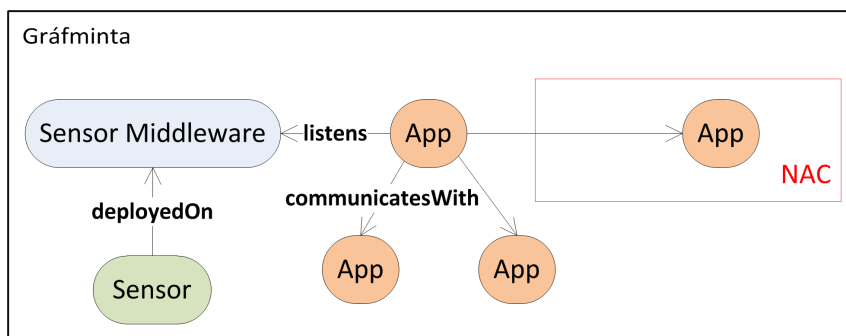 Gráfminta
Sensor Middleware
listens
App
App
NAC
deployedOn
communicatesWith
Sensor
App
App